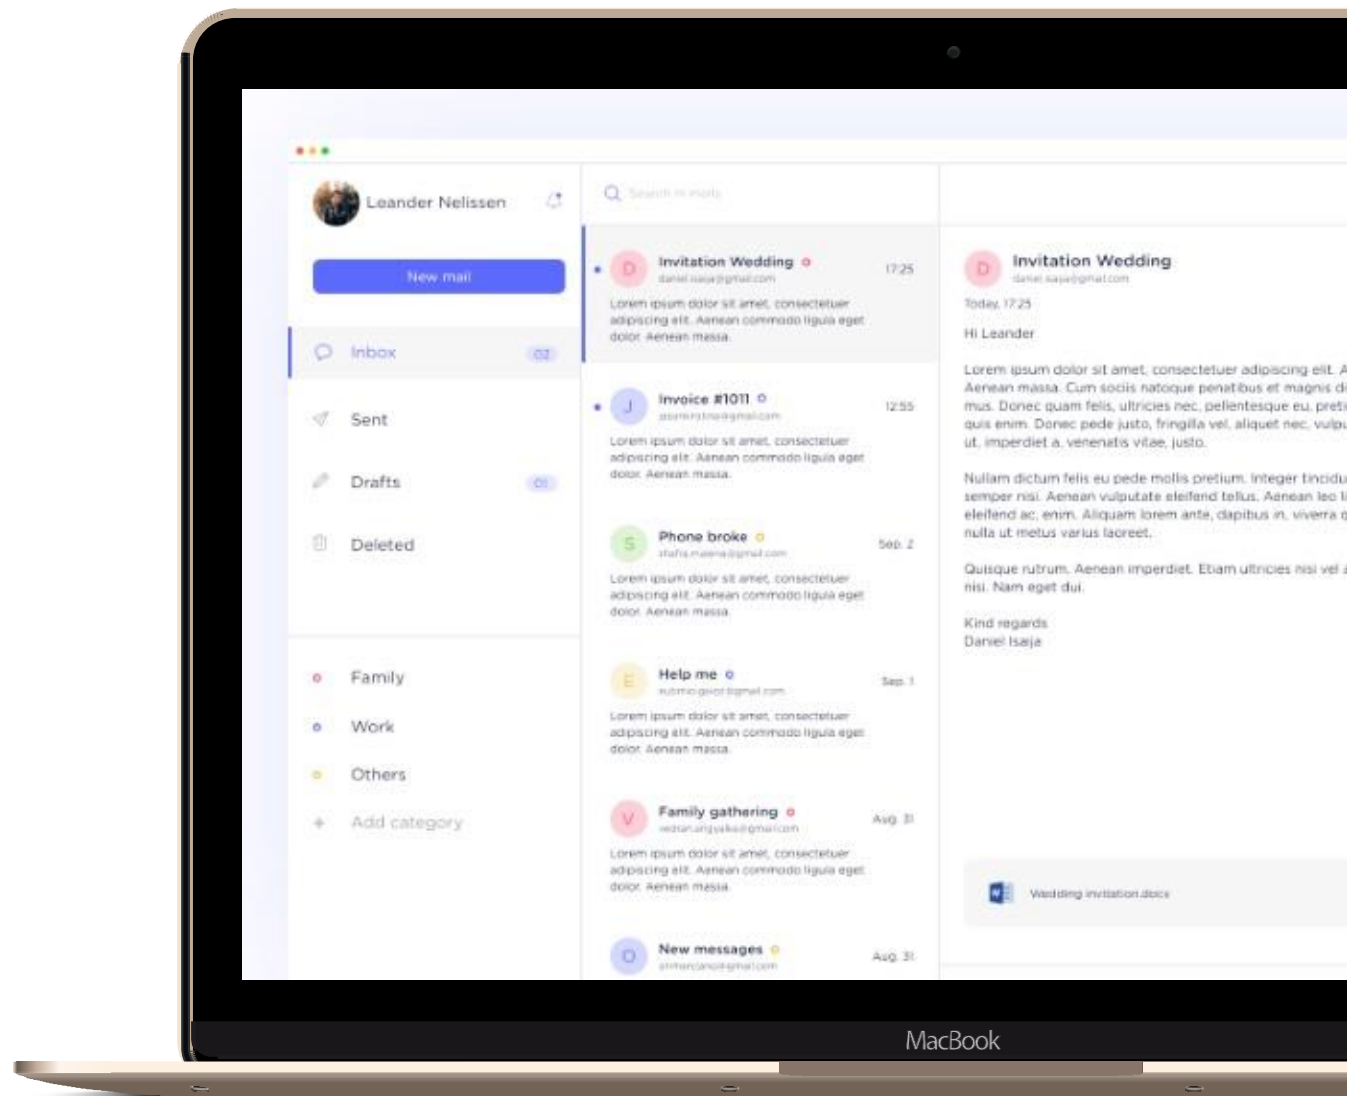 Leander Nelissen
New mail
Inbox 02
Sent
Drafts 01
Deleted
Family
Work
Others
Add category
Search in mails
D Invitation Wedding 17:25
Lorem ipsum dolor sit amet, consectetuer
adipiscing elit. Aenean commodo ligula eget
dolor. Aenean massa.
J Invoice #1011 12:55
Lorem ipsum dolor sit amet, consectetuer
adipiscing elit. Aenean commodo ligula eget
dolor. Aenean massa.
S Phone broke Sep. 2
Lorem ipsum dolor sit amet, consectetuer
adipiscing elit. Aenean commodo ligula eget
dolor. Aenean massa.
E Help me Sep. 1
Lorem ipsum dolor sit amet, consectetuer
adipiscing elit. Aenean commodo ligula eget
dolor. Aenean massa.
V Family gathering Aug. 31
Lorem ipsum dolor sit amet, consectetuer
adipiscing elit. Aenean commodo ligula eget
dolor. Aenean massa.
O New messages Aug. 31
D Invitation Wedding
Today, 17:25
Hi Leander
Lorem ipsum dolor sit amet, consectetuer adipiscing elit. A
Aenean massa. Cum sociis natoque penatibus et magnis di
mus. Donec quam felis, ultricies nec, pellentesque eu, preti
quis enim. Donec pede justo, fringilla vel, aliquet nec, vulpu
ut, imperdiet a, venenatis vitae, justo.
Nullam dictum felis eu pede mollis pretium. Integer tincidu
semper nisi. Aenean vulputate eleifend tellus. Aenean leo li
eleifend ac, enim. Aliquam lorem ante, dapibus in, viverra q
nulla ut metus varius laoreet.
Quisque rutrum. Aenean imperdiet. Etiam ultricies nisi vel a
nisi. Nam eget dui.
Kind regards
Daniel Isaija
Wedding invitation.docx
MacBook